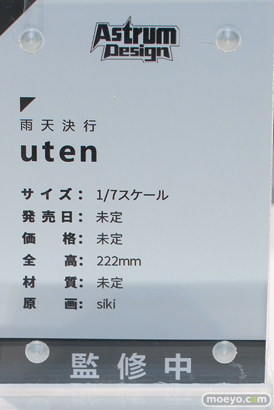 Astrum
Design
雨天決行
uten
サイズ： 1/7スケール
発売日： 未定
価　格： 未定
全　高： 222mm
材　質： 未定
原　画： siki
監修中
moeyo.com